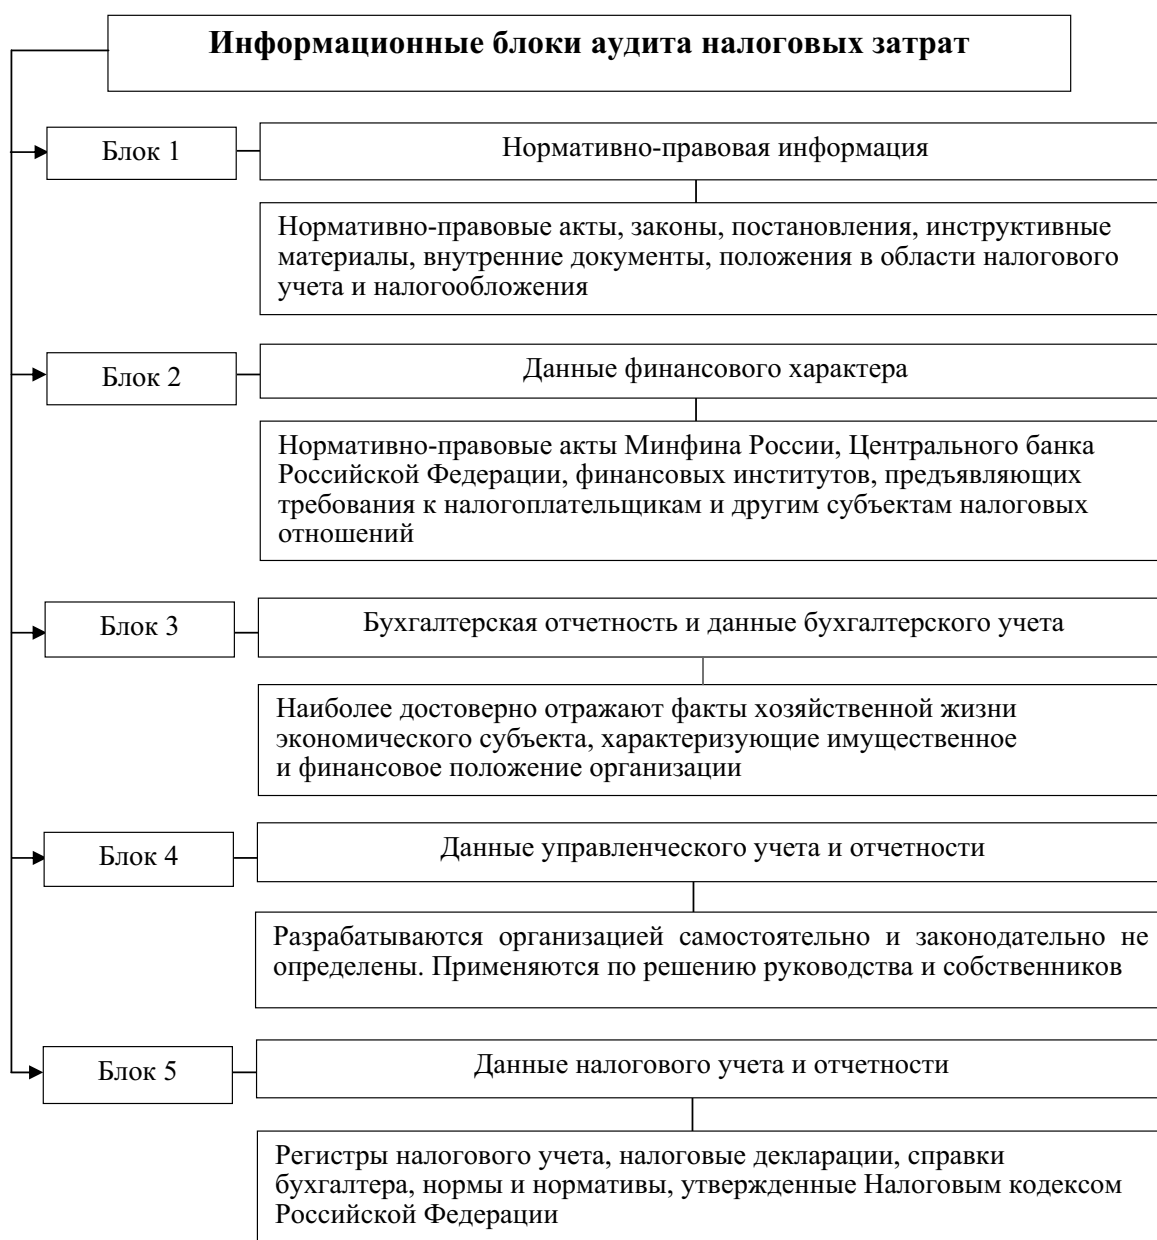 Информационные блоки аудита налоговых затрат
Блок 1
Нормативно-правовая информация
Нормативно-правовые акты, законы, постановления, инструктивные
материалы, внутренние документы, положения в области налогового
учета и налогообложения
Блок 2
Данные финансового характера
Нормативно-правовые акты Минфина России, Центрального банка
Российской Федерации, финансовых институтов, предъявляющих
требования к налогоплательщикам и другим субъектам налоговых
отношений
Блок 3
Бухгалтерская отчетность и данные бухгалтерского учета
Наиболее достоверно отражают факты хозяйственной жизни
экономического субъекта, характеризующие имущественное
и финансовое положение организации
Блок 4
Данные управленческого учета и отчетности
Разрабатываются организацией самостоятельно и законодательно не
определены. Применяются по решению руководства и собственников
Блок 5
Данные налогового учета и отчетности
Регистры налогового учета, налоговые декларации, справки
бухгалтера, нормы и нормативы, утвержденные Налоговым кодексом
Российской Федерации